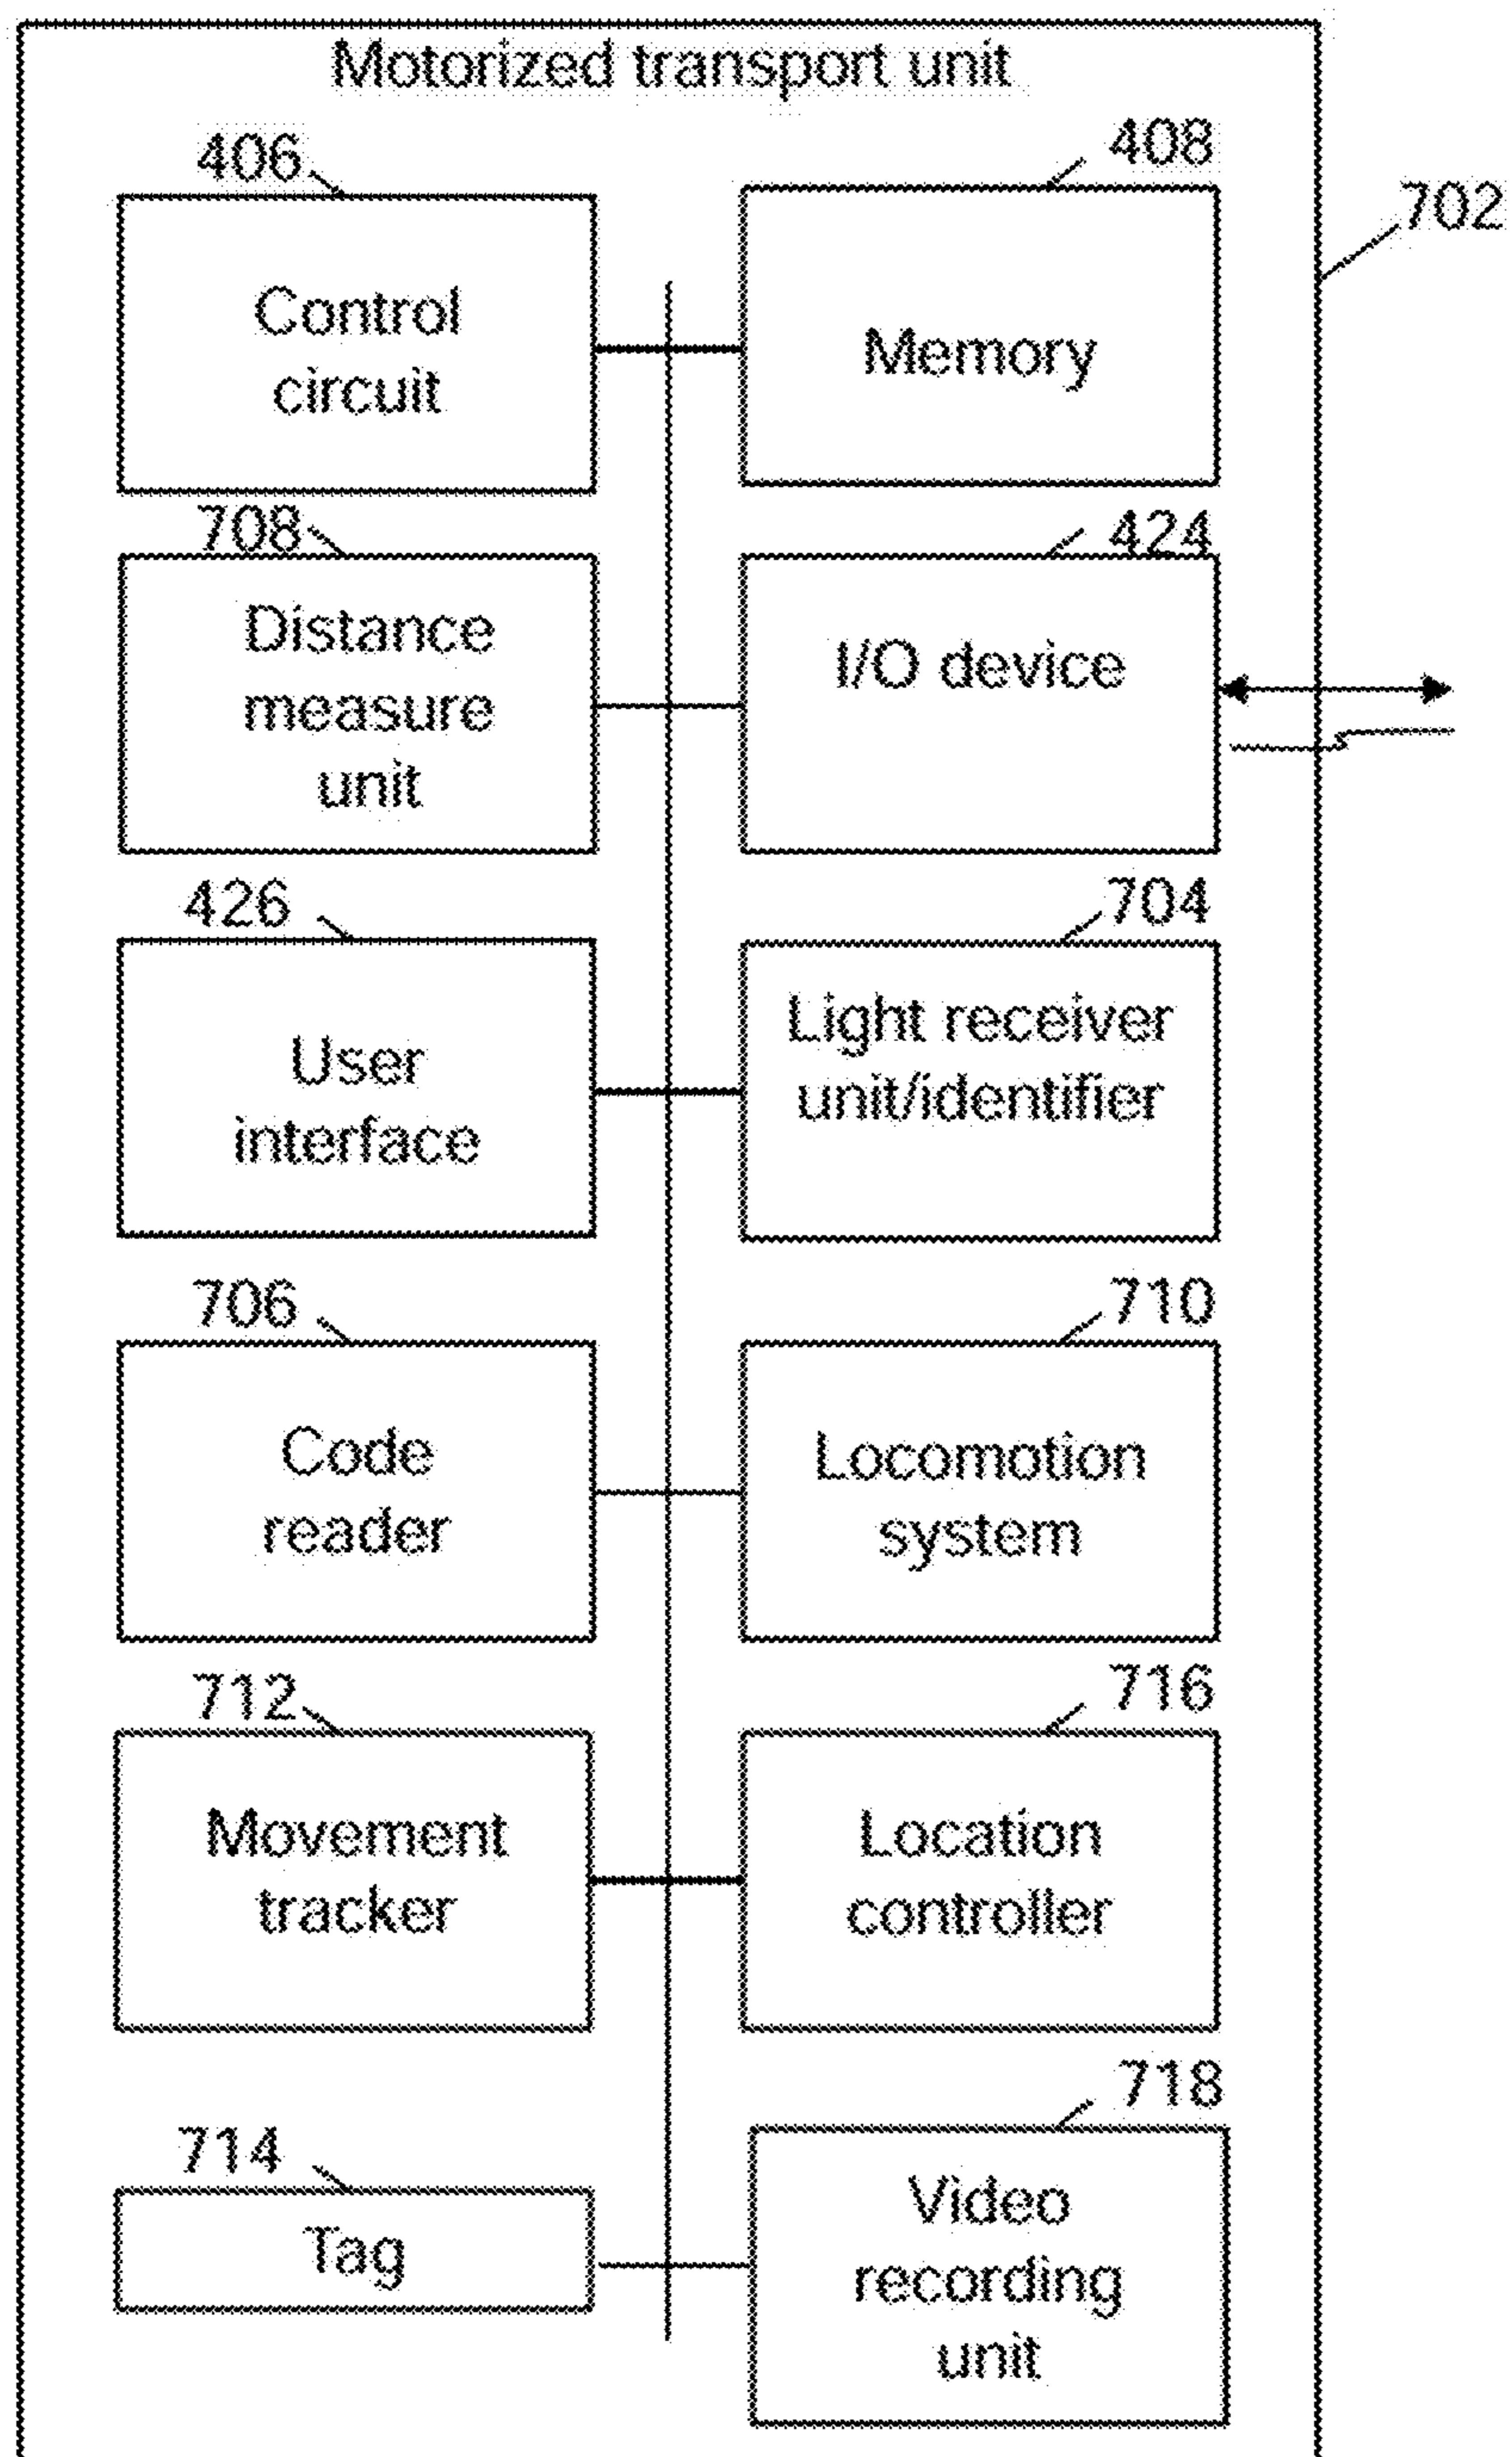 Motorized transport unit
406
408
702
Control
circuit
Memory
708
424
Distance
measure
unit
I/O device
426
704
User
interface
Light receiver
unit/identifier
706
710
Code
reader
Locomotion
system
712
716
Movement
tracker
Location
controller
714
718
Tag
Video
recording
unit